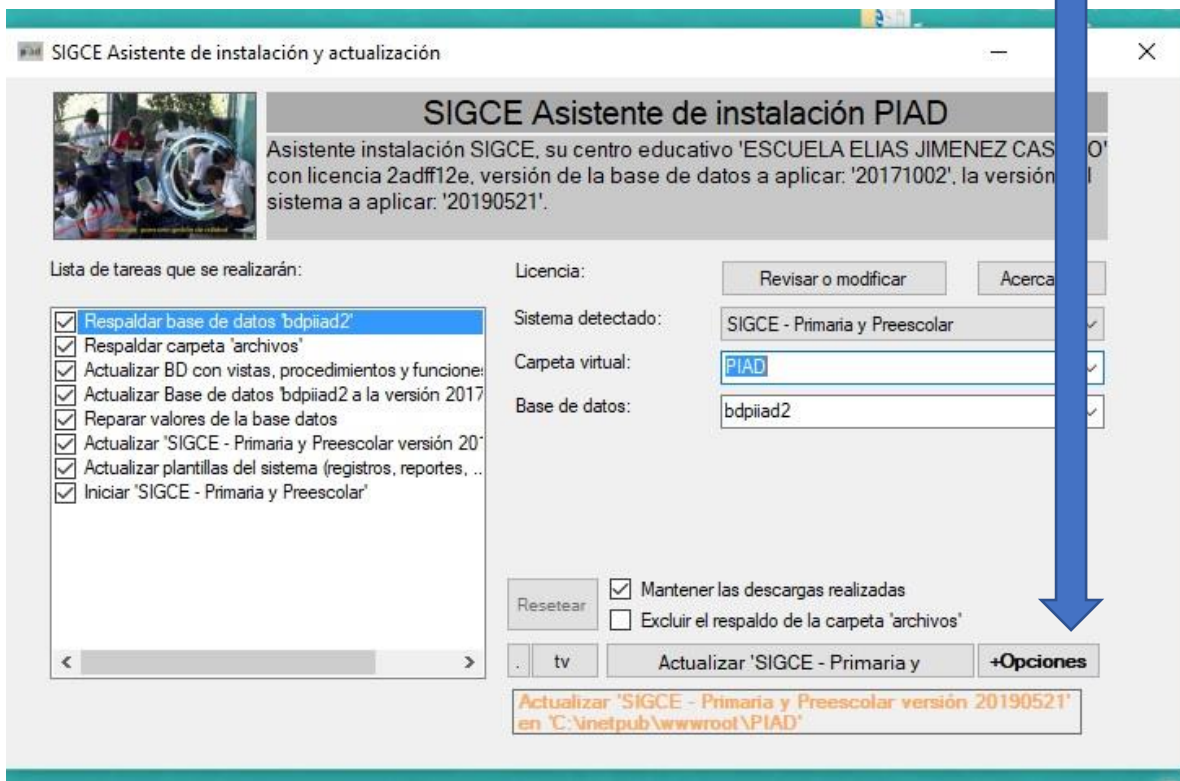 SIGCE Asistente de instalación y actualización
SIGCE Asistente de instalación PIAD
Asistente instalación SIGCE, su centro educativo 'ESCUELA ELIAS JIMENEZ CAS O'
con licencia 2adff12e, versión de la base de datos a aplicar: '20171002', la versión l
sistema a aplicar: '20190521'.
Lista de tareas que se realizarán:
Respaldar base de datos 'bdpiiad2'
Respaldar carpeta 'archivos'
Actualizar BD con vistas, procedimientos y funciones
Actualizar Base de datos 'bdpiiad2 a la versión 2017
Reparar valores de la base datos
Actualizar 'SIGCE - Primaria y Preescolar versión 201
Actualizar plantillas del sistema (registros, reportes, ..
Iniciar 'SIGCE - Primaria y Preescolar'
Licencia:
Revisar o modificar
Acerca
Sistema detectado:
SIGCE - Primaria y Preescolar
Carpeta virtual:
PIAD
Base de datos:
bdpiiad2
Resetear
Mantener las descargas realizadas
Excluir el respaldo de la carpeta 'archivos'
. tv
Actualizar 'SIGCE - Primaria y
+Opciones
Actualizar 'SIGCE - Primaria y Preescolar versión 20190521'
en 'C:\inetpub\wwwroot\PIAD'